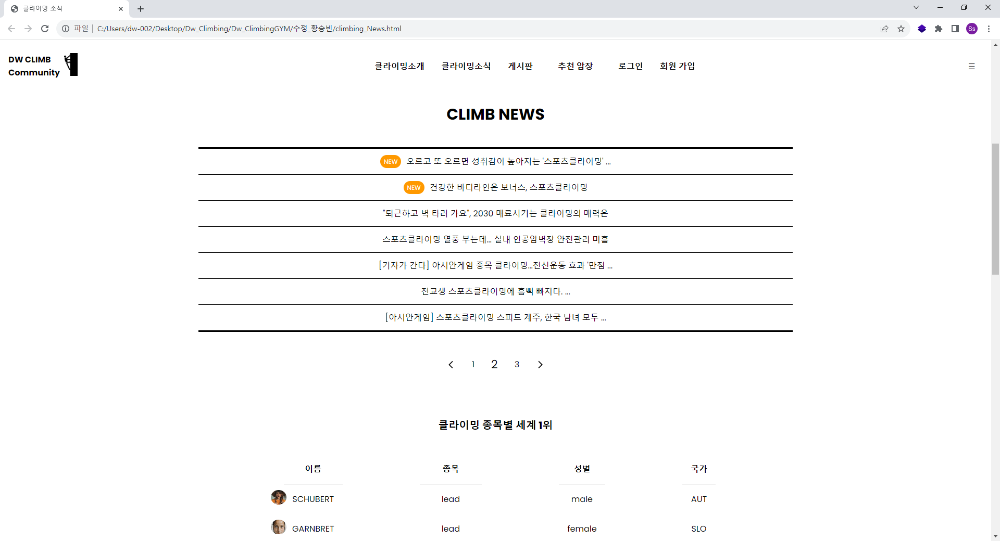 클라이밍 소식
파일
C:/Users/dw-002/Desktop/Dw_Climbing/Dw_ClimbingGYM/수정_황승빈/climbing_News.html
Ss
DW CLIMB
Community
클라이밍소개 클라이밍소식 게시판 추천 암장 로그인 회원 가입
CLIMB NEWS
NEW 오르고 또 오르면 성취감이 높아지는 '스포츠클라이밍' ...
NEW 건강한 바디라인은 보너스, 스포츠클라이밍
"퇴근하고 벽 타러 가요", 2030 매료시키는 클라이밍의 매력은
스포츠클라이밍 열풍 부는데... 실내 인공암벽장 안전관리 미흡
[기자가 간다] 아시안게임 종목 클라이밍...전신운동 효과 '만점 ...
전교생 스포츠클라이밍에 흠뻑 빠지다. ...
[아시안게임] 스포츠클라이밍 스피드 계주, 한국 남녀 모두 ...
1 2 3
클라이밍 종목별 세계 1위
이름 종목 성별 국가
SCHUBERT lead male AUT
GARNBRET lead female SLO